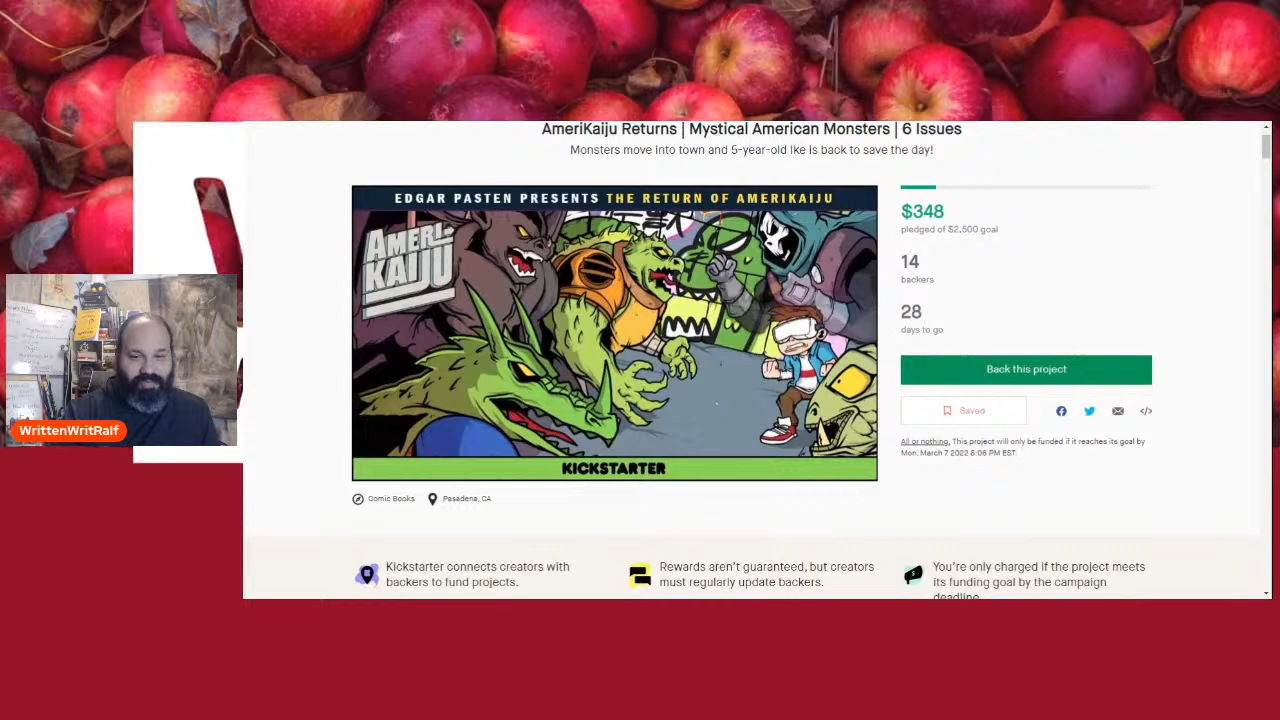 AmeriKaiju Returns | Mystical American Monsters | 6 Issues
Monsters move into town and 5-year-old Ike is back to save the day!
EDGAR PASTEN PRESENTS THE RETURN OF AMERIKAIJU
AMERI-
KAIJU
KICKSTARTER
Comic Books
Pasadena, CA
$348
pledged of $2,500 goal
14
backers
28
days to go
Back this project
Saved
All or nothing. This project will only be funded if it reaches its goal by
Mon, March 7 2022 8:06 PM EST.
WrittenWritRalf
Kickstarter connects creators with
backers to fund projects.
Rewards aren't guaranteed, but creators
must regularly update backers.
You're only charged if the project meets
its funding goal by the campaign
deadline.